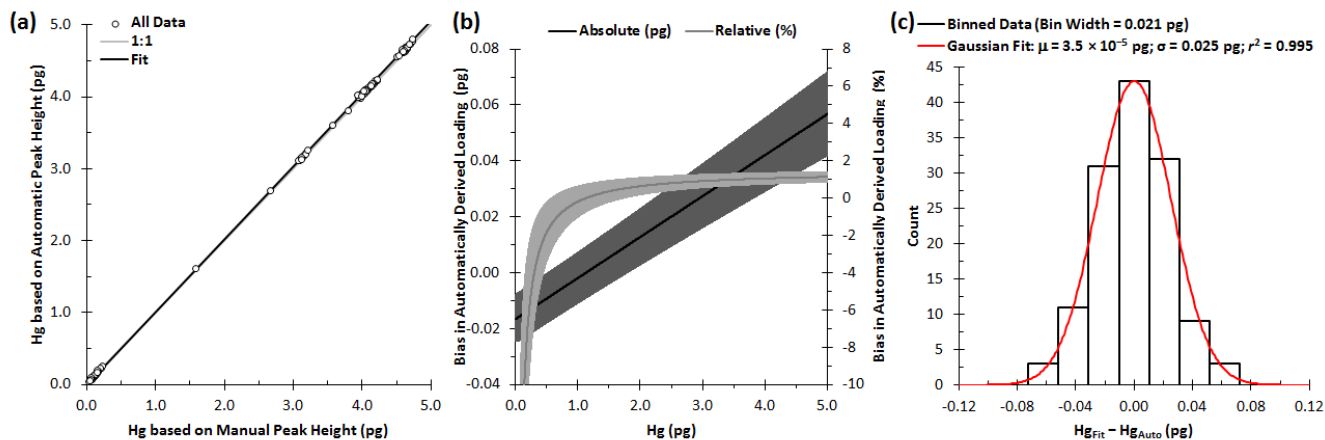 (a)
All Data
1:1
Fit
Hg based on Automatic Peak Height (pg)
5.0
4.0
3.0
2.0
1.0
0.0
0.0 1.0 2.0 3.0 4.0 5.0
Hg based on Manual Peak Height (pg)
(b)
Absolute (pg) Relative (%)
Bias in Automatically Derived Loading (pg)
0.08
0.06
0.04
0.02
0.00
-0.02
-0.04
8
6
4
2
0
-2
-4
-6
-8
-10
Bias in Automatically Derived Loading (%)
0.0 1.0 2.0 3.0 4.0 5.0
Hg (pg)
(c)
Binned Data (Bin Width = 0.021 pg)
Gaussian Fit: μ = 3.5 × 10⁻⁵ pg; σ = 0.025 pg; r² = 0.995
Count
45
40
35
30
25
20
15
10
5
0
-0.12 -0.08 -0.04 0.00 0.04 0.08 0.12
Hg_Fit – Hg_Auto (pg)